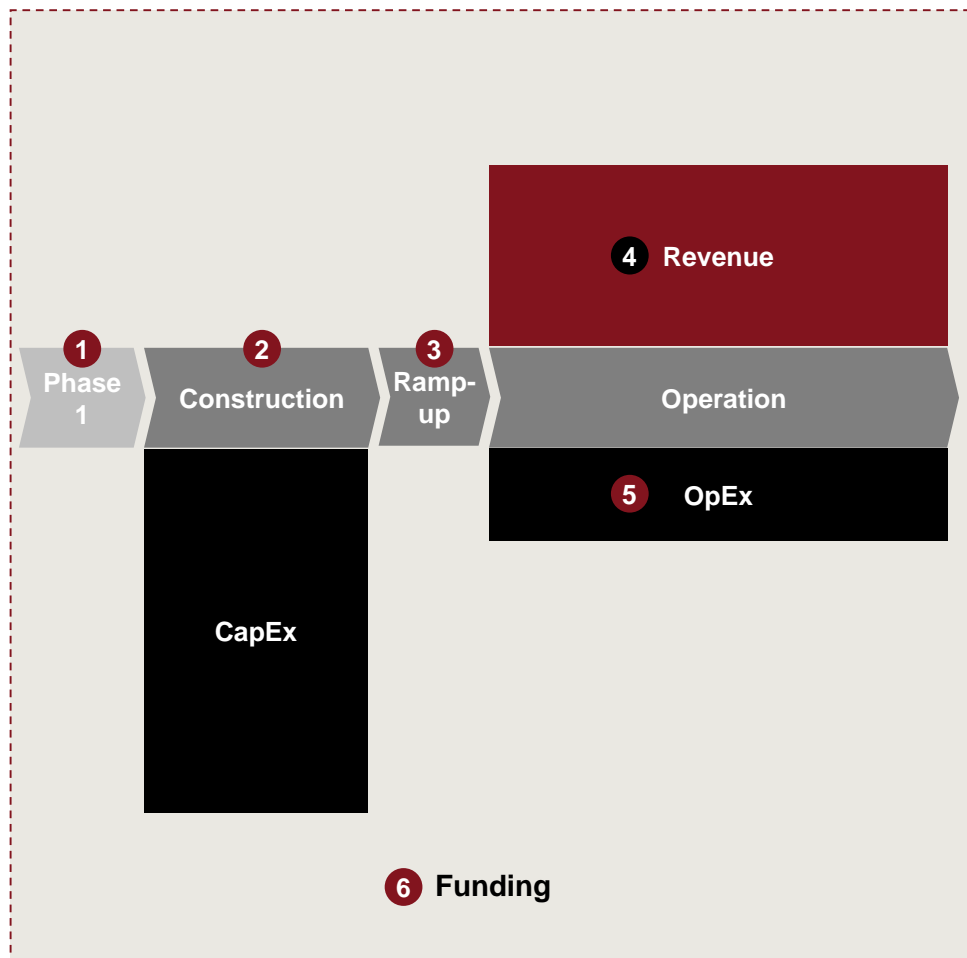 4 Revenue
1
Phase
1
2
Construction
3
Ramp-
up
Operation
5 OpEx
CapEx
6 Funding